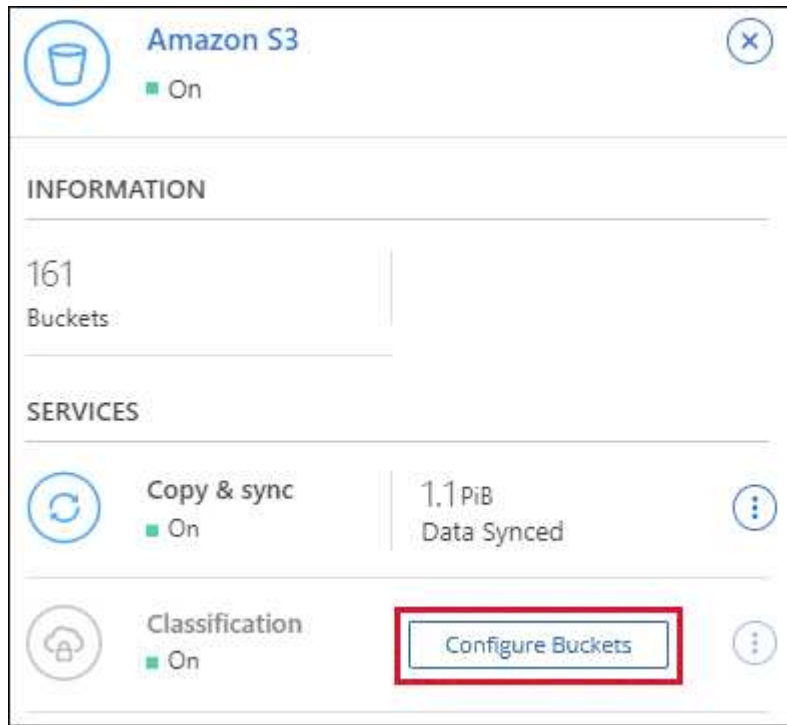 Amazon S3
On
INFORMATION
161
Buckets
SERVICES
Copy & sync
On
1.1 PiB
Data Synced
Classification
On
Configure Buckets